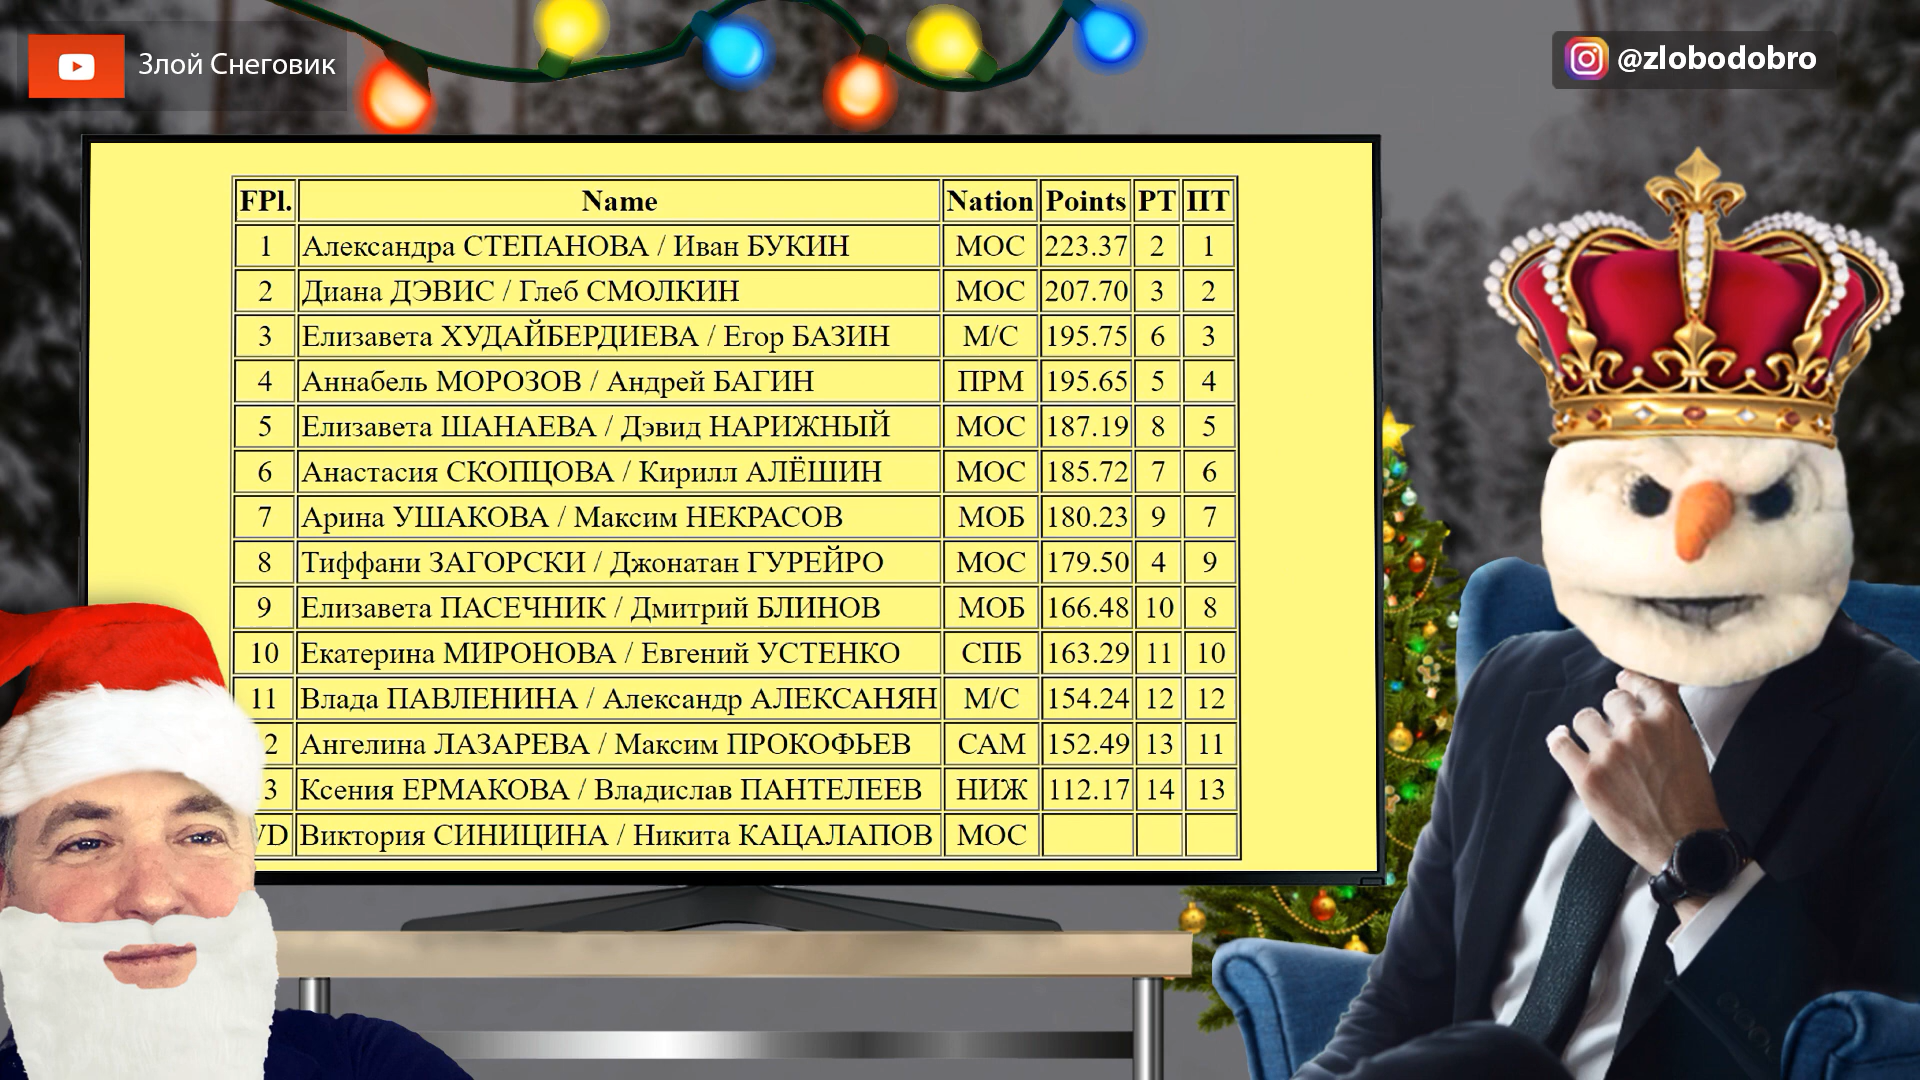 Злой Снеговик
@zlobodobro
FPl. Name Nation Points РТ ПТ
1 Александра СТЕПАНОВА / Иван БУКИН МОС 223.37 2 1
2 Диана ДЭВИС / Глеб СМОЛКИН МОС 207.70 3 2
3 Елизавета ХУДАЙБЕРДИЕВА / Егор БАЗИН М/С 195.75 6 3
4 Аннабель МОРОЗОВ / Андрей БАГИН ПРМ 195.65 5 4
5 Елизавета ШАНАЕВА / Дэвид НАРИЖНЫЙ МОС 187.19 8 5
6 Анастасия СКОПЦОВА / Кирилл АЛЁШИН МОС 185.72 7 6
7 Арина УШАКОВА / Максим НЕКРАСОВ МОБ 180.23 9 7
8 Тиффани ЗАГОРСКИ / Джонатан ГУРЕЙРО МОС 179.50 4 9
9 Елизавета ПАСЕЧНИК / Дмитрий БЛИНОВ МОБ 166.48 10 8
10 Екатерина МИРОНОВА / Евгений УСТЕНКО СПБ 163.29 11 10
11 Влада ПАВЛЕНИНА / Александр АЛЕКСАНЯН М/С 154.24 12 12
2 Ангелина ЛАЗАРЕВА / Максим ПРОКОФЬЕВ САМ 152.49 13 11
3 Ксения ЕРМАКОВА / Владислав ПАНТЕЛЕЕВ НИЖ 112.17 14 13
/D Виктория СИНИЦИНА / Никита КАЦАЛАПОВ МОС